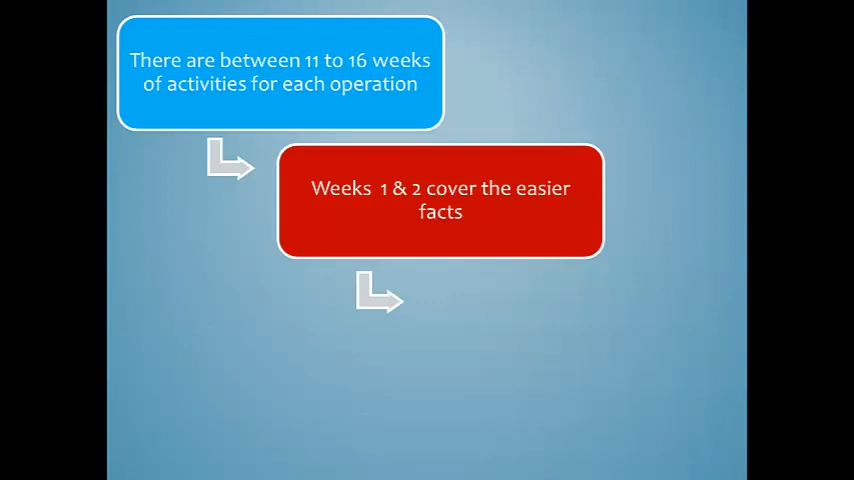 There are between 11 to 16 weeks
of activities for each operation
Weeks 1 & 2 cover the easier
facts